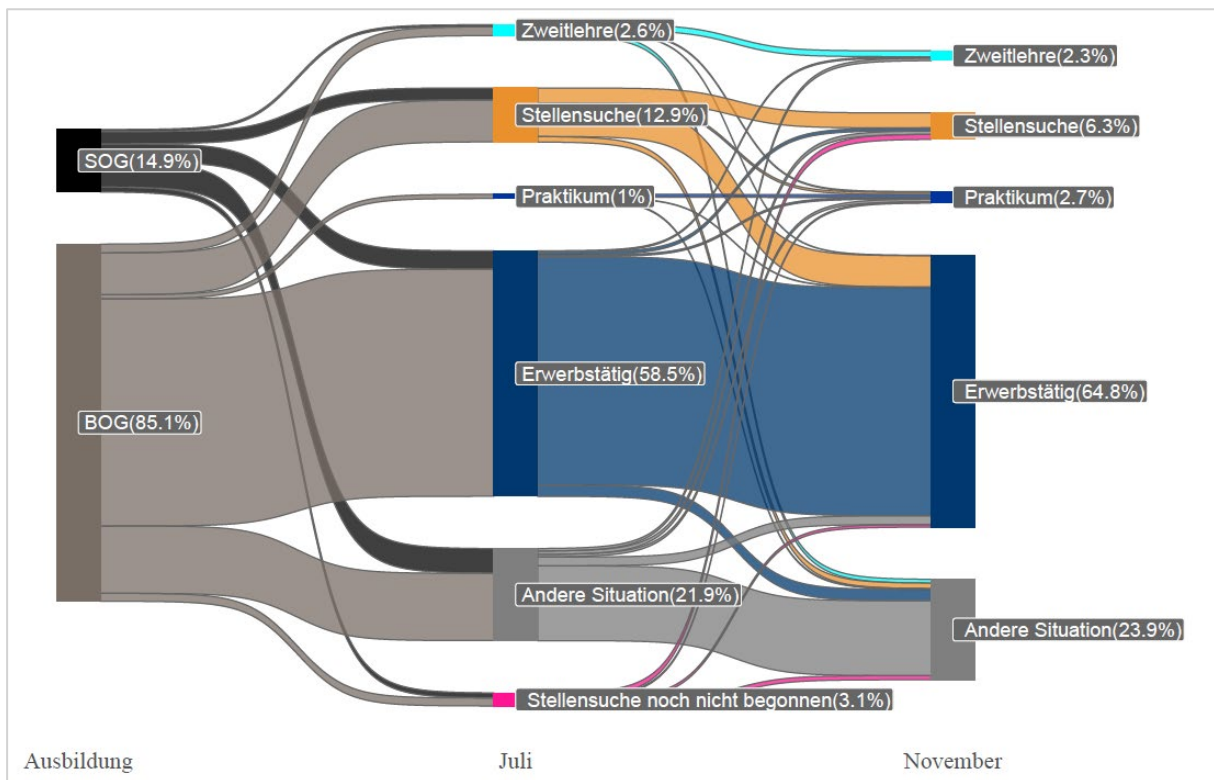 SOG(14.9%)
BOG(85.1%)
Zweitlehre(2.6%)
Stellensuche(12.9%)
Praktikum(1%)
Erwerbstätig(58.5%)
Andere Situation(21.9%)
Stellensuche noch nicht begonnen(3.1%)
Zweitlehre(2.3%)
Stellensuche(6.3%)
Praktikum(2.7%)
Erwerbstätig(64.8%)
Andere Situation(23.9%)
Ausbildung
Juli
November